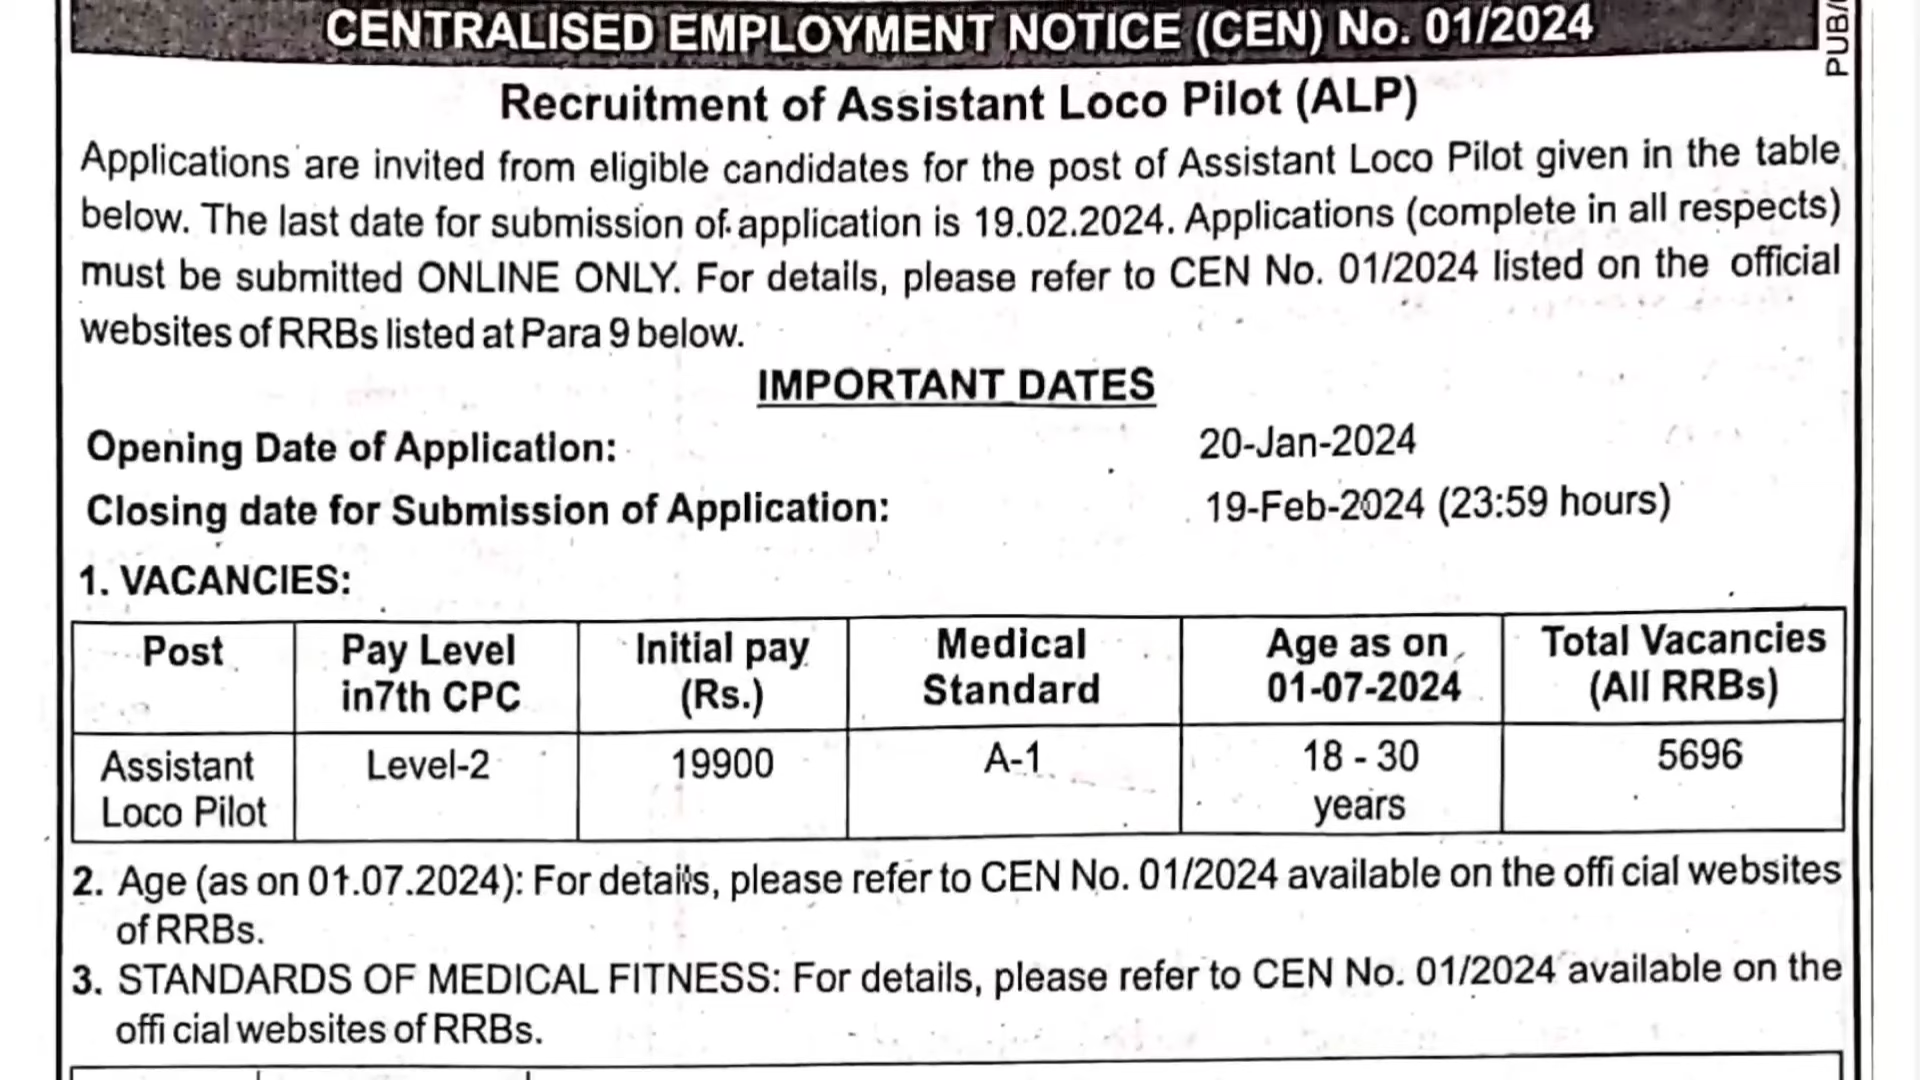 CENTRALISED EMPLOYMENT NOTICE (CEN) No. 01/2024
PUB/
Recruitment of Assistant Loco Pilot (ALP)
Applications are invited from eligible candidates for the post of Assistant Loco Pilot given in the table
below. The last date for submission of application is 19.02.2024. Applications (complete in all respects)
must be submitted ONLINE ONLY. For details, please refer to CEN No. 01/2024 listed on the official
websites of RRBs listed at Para 9 below.
IMPORTANT DATES
Opening Date of Application: 20-Jan-2024
Closing date for Submission of Application: 19-Feb-2024 (23:59 hours)
1. VACANCIES:
Post Pay Level Initial pay Medical Age as on Total Vacancies
in7th CPC (Rs.) Standard 01-07-2024 (All RRBs)
Assistant Level-2 19900 A-1 18 - 30 5696
Loco Pilot years
2. Age (as on 01.07.2024): For details, please refer to CEN No. 01/2024 available on the offi cial websites
of RRBs.
3. STANDARDS OF MEDICAL FITNESS: For details, please refer to CEN No. 01/2024 available on the
offi cial websites of RRBs.